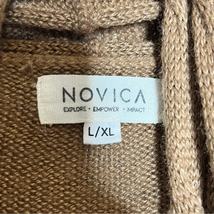 NOVICA
EXPLORE • EMPOWER • IMPACT
L/XL